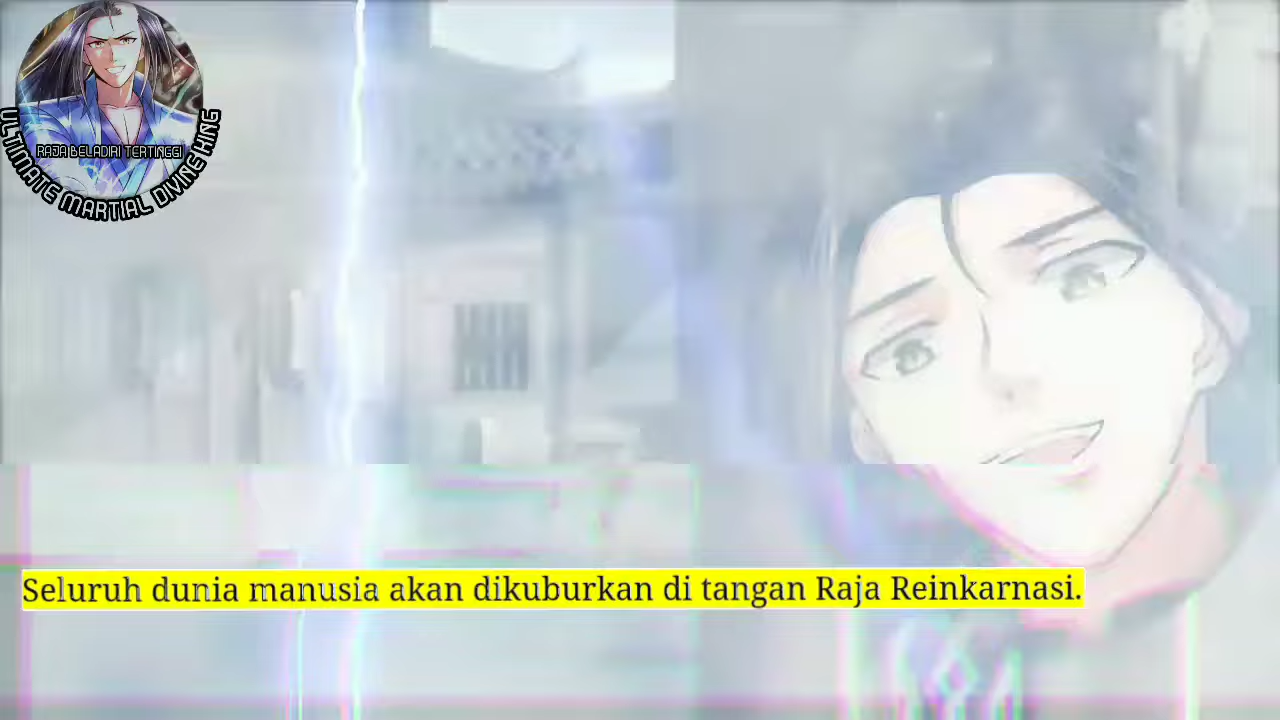 RAJA BELADIRI TERTINGGI
ULTIMATE MARTIAL DIVINE KING
Seluruh dunia manusia akan dikuburkan di tangan Raja Reinkarnasi.